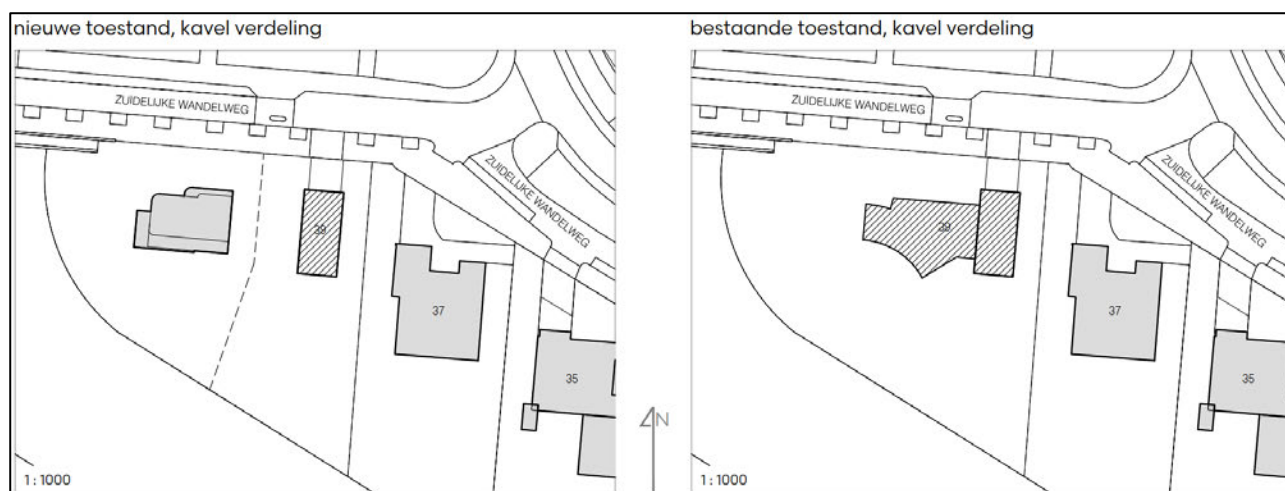 nieuwe toestand, kavel verdeling
ZUIDELIJKE WANDELWEG
ZUIDELIJKE WANDELWEG
39
37
35
1 : 1000
N
bestaande toestand, kavel verdeling
ZUIDELIJKE WANDELWEG
ZUIDELIJKE WANDELWEG
39
37
35
1 : 1000